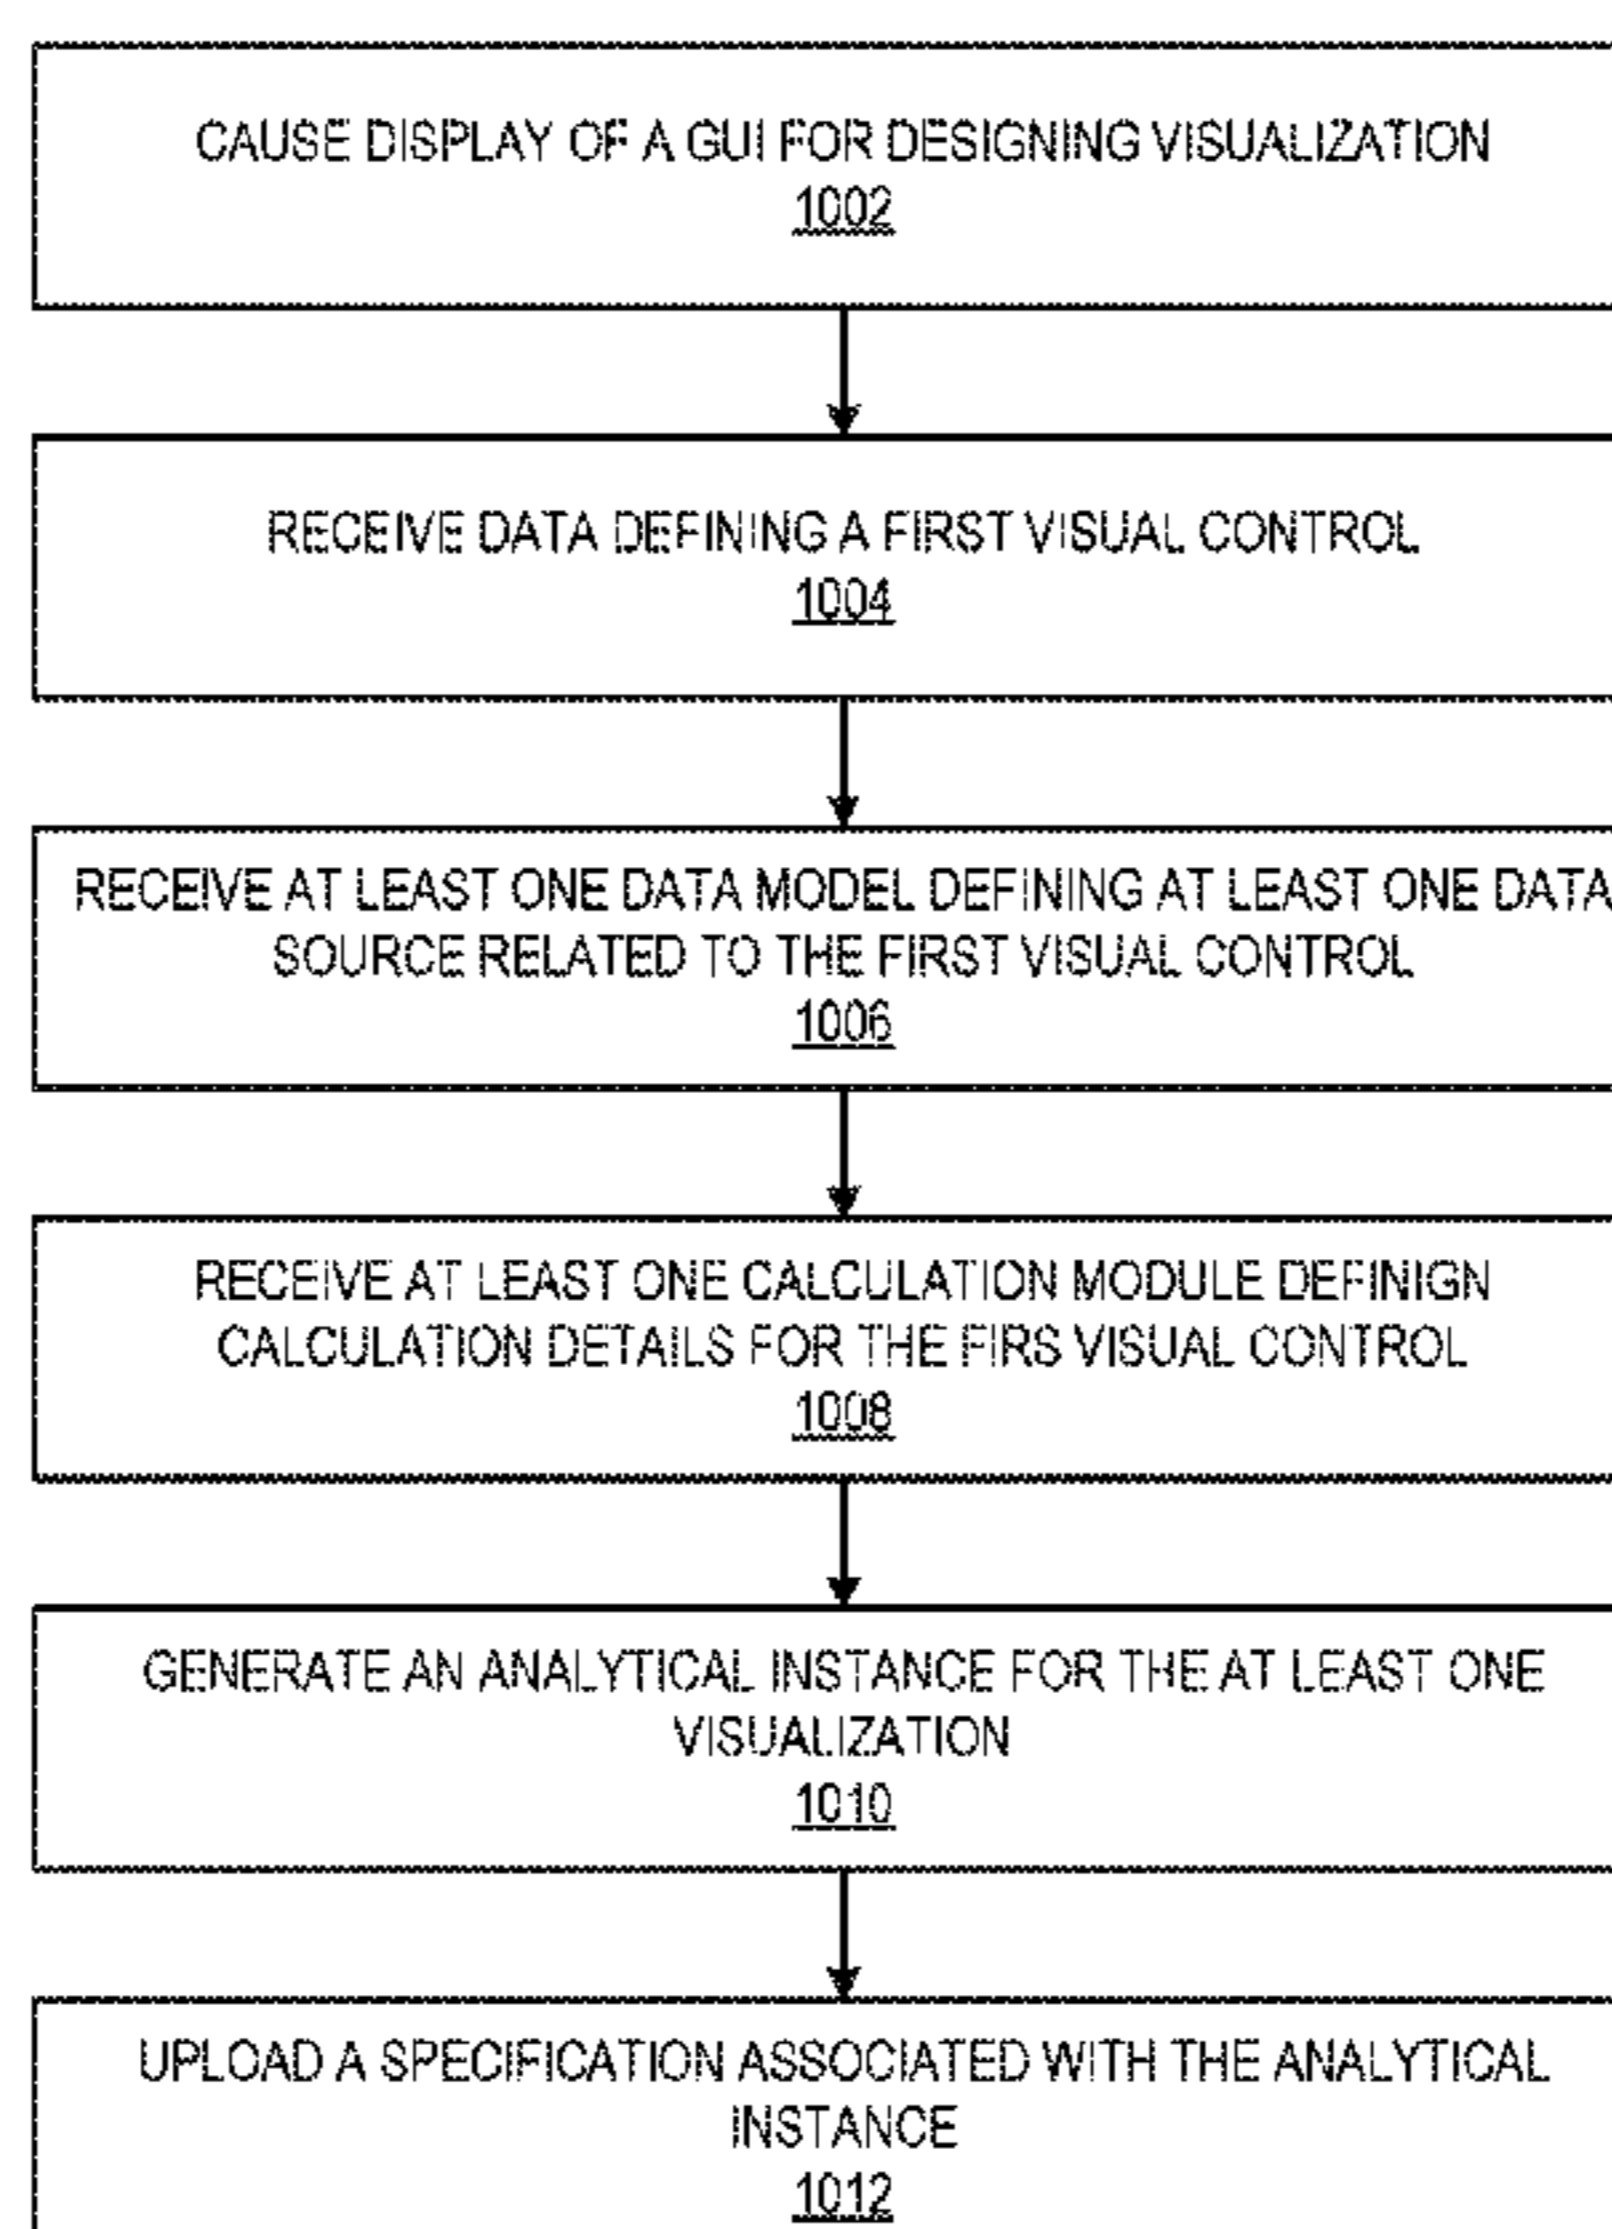 CAUSE DISPLAY OF A GUI FOR DESIGNING VISUALIZATION
1002
RECEIVE DATA DEFINING A FIRST VISUAL CONTROL
1004
RECEIVE AT LEAST ONE DATA MODEL DEFINING AT LEAST ONE DATA
SOURCE RELATED TO THE FIRST VISUAL CONTROL
1006
RECEIVE AT LEAST ONE CALCULATION MODULE DEFINIGN
CALCULATION DETAILS FOR THE FIRS VISUAL CONTROL
1008
GENERATE AN ANALYTICAL INSTANCE FOR THE AT LEAST ONE
VISUALIZATION
1010
UPLOAD A SPECIFICATION ASSOCIATED WITH THE ANALYTICAL
INSTANCE
1012